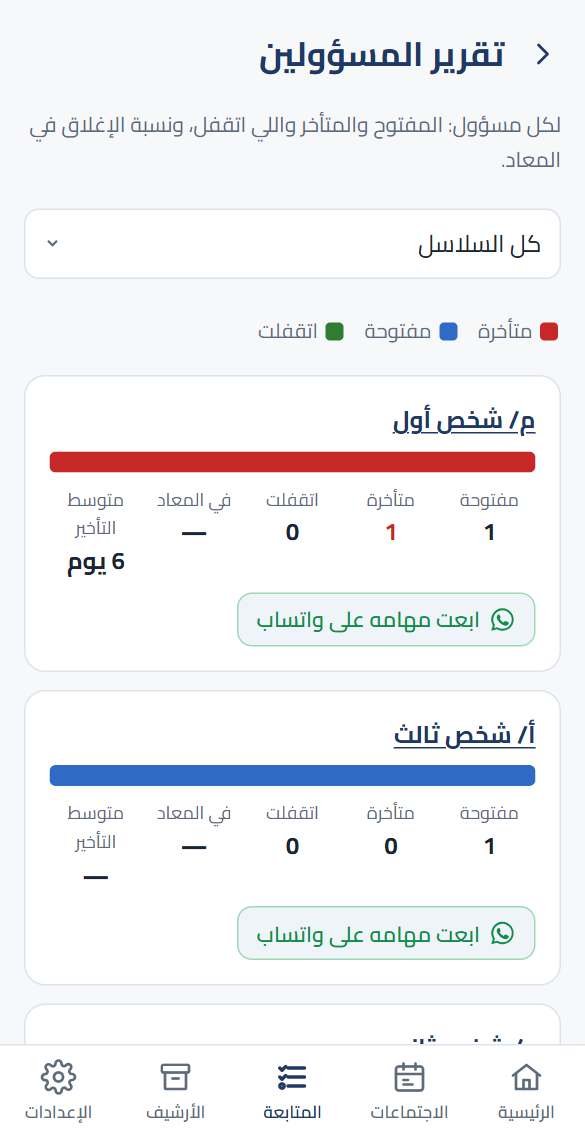 تقرير المسؤولين
لكل مسؤول: المفتوح والمتأخر واللي اتقفل، ونسبة الإغلاق في
المعاد.
كل السلاسل
متأخرة مفتوحة اتقفلت
م/ شخص أول
مفتوحة متأخرة اتقفلت في المعاد متوسط التأخير
1 1 0 — 6 يوم
ابعت مهامه على واتساب
أ/ شخص ثالث
مفتوحة متأخرة اتقفلت في المعاد متوسط التأخير
1 0 0 — —
ابعت مهامه على واتساب
الرئيسية الاجتماعات المتابعة الأرشيف الإعدادات